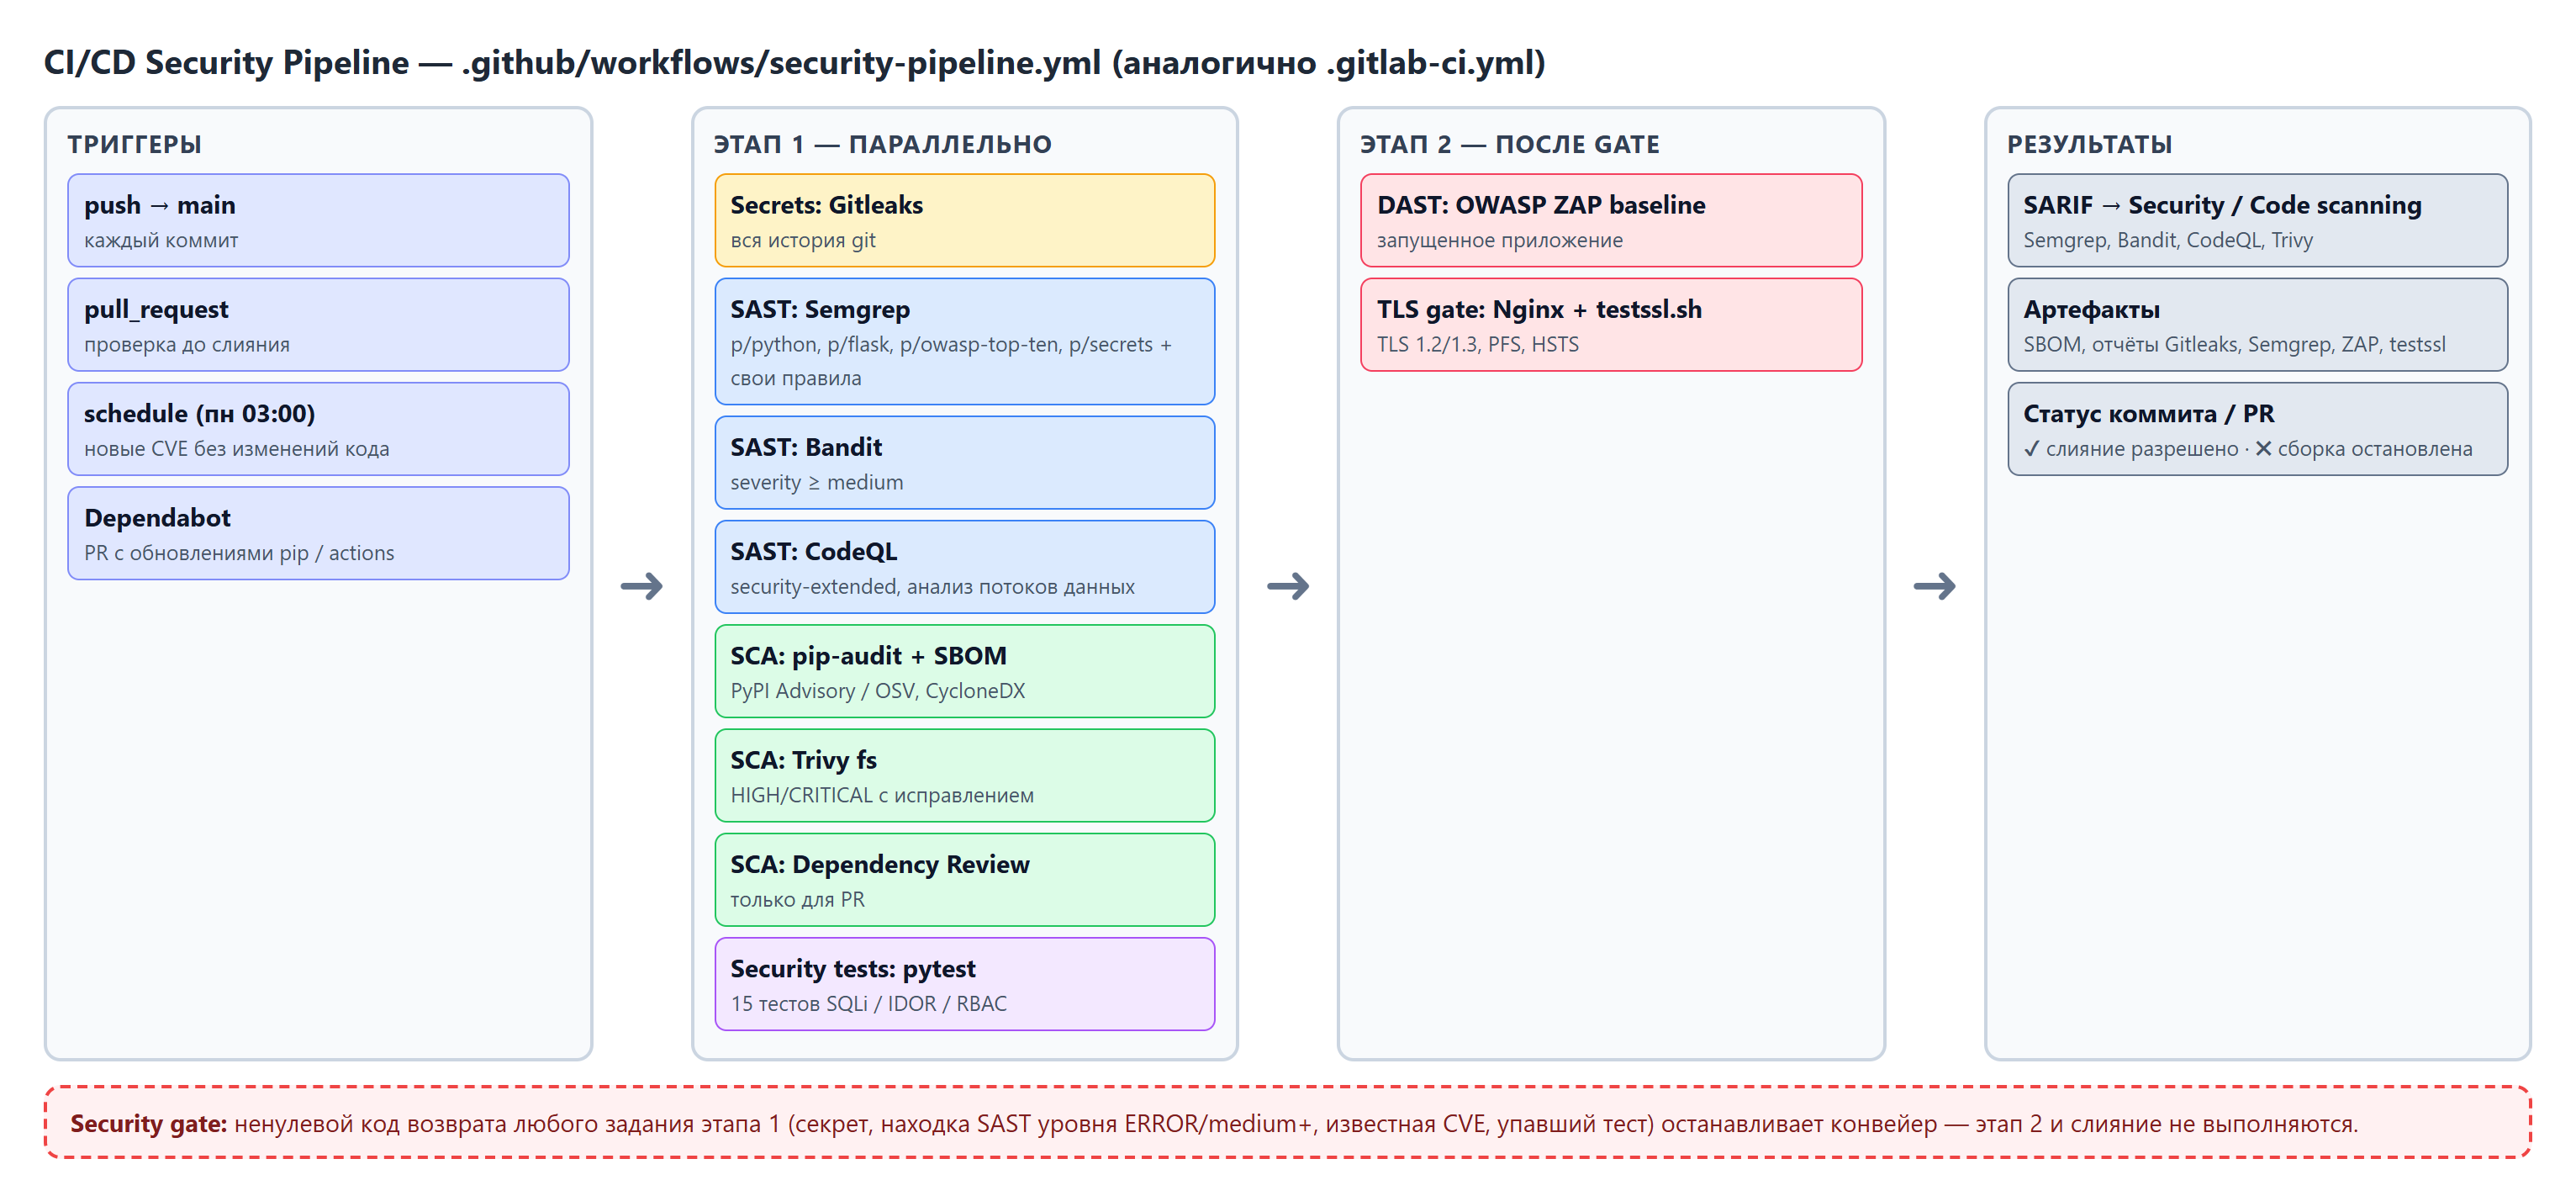 CI/CD Security Pipeline — .github/workflows/security-pipeline.yml (аналогично .gitlab-ci.yml)
ТРИГГЕРЫ
push → main
каждый коммит
pull_request
проверка до слияния
schedule (пн 03:00)
новые CVE без изменений кода
Dependabot
PR с обновлениями pip / actions
→
ЭТАП 1 — ПАРАЛЛЕЛЬНО
Secrets: Gitleaks
вся история git
SAST: Semgrep
p/python, p/flask, p/owasp-top-ten, p/secrets +
свои правила
SAST: Bandit
severity ≥ medium
SAST: CodeQL
security-extended, анализ потоков данных
SCA: pip-audit + SBOM
PyPI Advisory / OSV, CycloneDX
SCA: Trivy fs
HIGH/CRITICAL с исправлением
SCA: Dependency Review
только для PR
Security tests: pytest
15 тестов SQLi / IDOR / RBAC
→
ЭТАП 2 — ПОСЛЕ GATE
DAST: OWASP ZAP baseline
запущенное приложение
TLS gate: Nginx + testssl.sh
TLS 1.2/1.3, PFS, HSTS
→
РЕЗУЛЬТАТЫ
SARIF → Security / Code scanning
Semgrep, Bandit, CodeQL, Trivy
Артефакты
SBOM, отчёты Gitleaks, Semgrep, ZAP, testssl
Статус коммита / PR
✓ слияние разрешено · ✕ сборка остановлена
Security gate: ненулевой код возврата любого задания этапа 1 (секрет, находка SAST уровня ERROR/medium+, известная CVE, упавший тест) останавливает конвейер — этап 2 и слияние не выполняются.